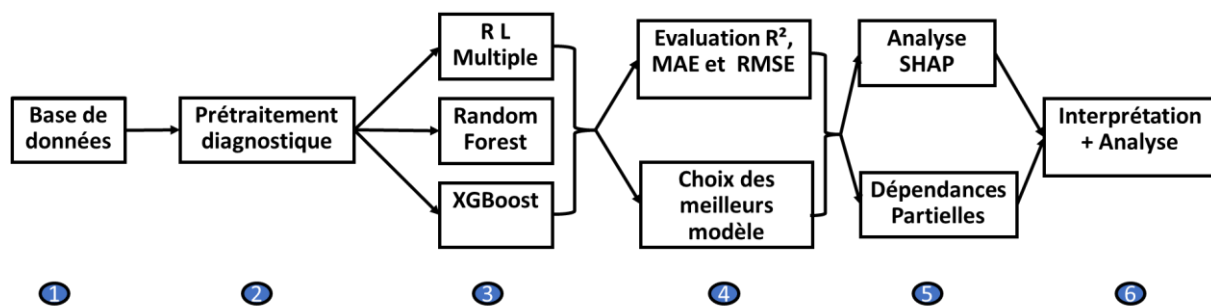 Base de
données
Prétraitement
diagnostique
R L
Multiple
Random
Forest
XGBoost
Evaluation R²,
MAE et RMSE
Choix des
meilleurs
modèle
Analyse
SHAP
Dépendances
Partielles
Interprétation
+ Analyse
1
2
3
4
5
6